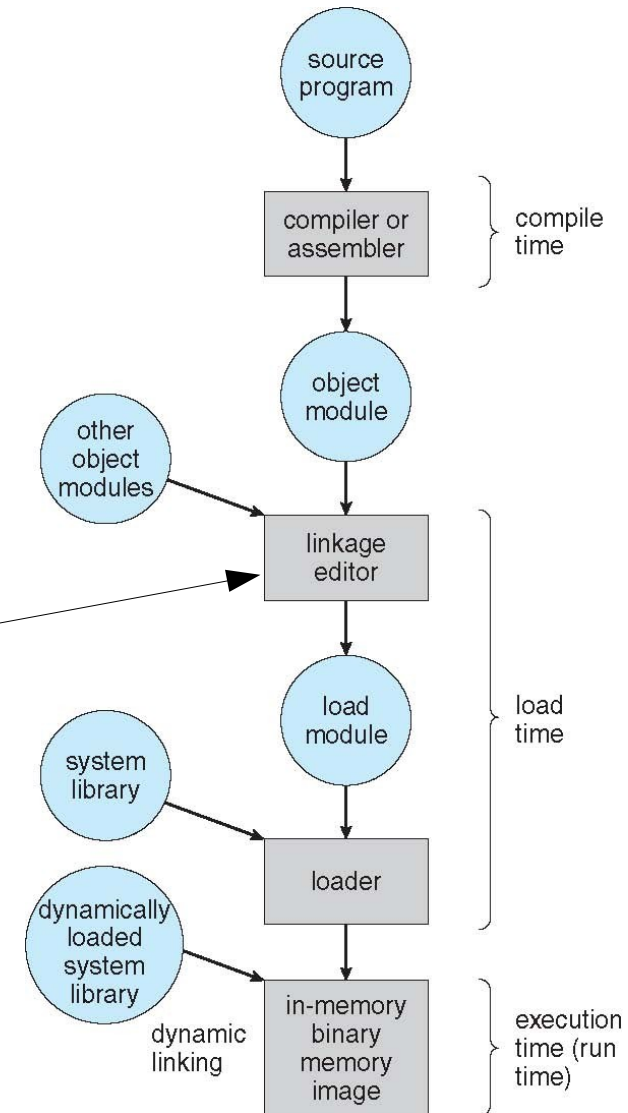 source
program
compiler or
assembler
compile
time
object
module
other
object
modules
linkage
editor
load
module
load
time
system
library
loader
dynamically
loaded
system
library
dynamic
linking
in-memory
binary
memory
image
execution
time (run
time)